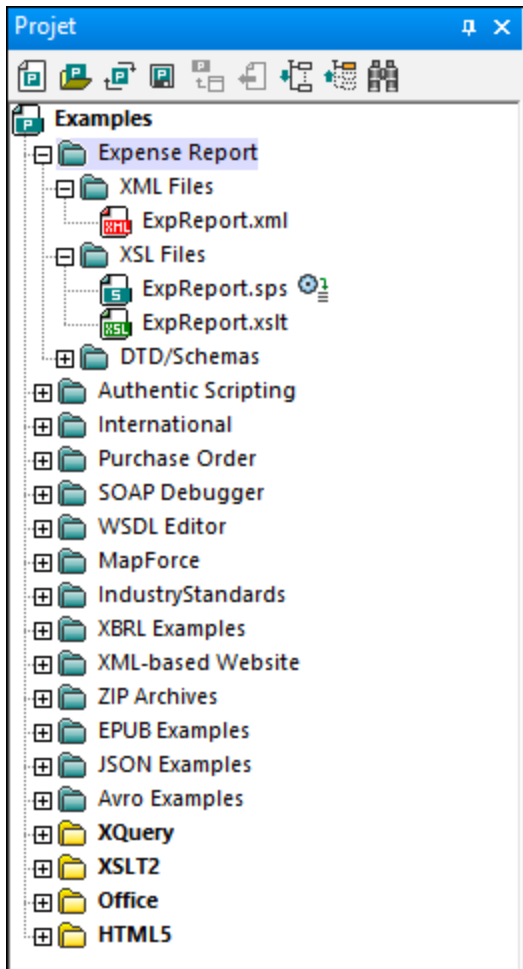 Projet
Examples
Expense Report
XML Files
ExpReport.xml
XSL Files
ExpReport.sps
ExpReport.xslt
DTD/Schemas
Authentic Scripting
International
Purchase Order
SOAP Debugger
WSDL Editor
MapForce
IndustryStandards
XBRL Examples
XML-based Website
ZIP Archives
EPUB Examples
JSON Examples
Avro Examples
XQuery
XSLT2
Office
HTML5